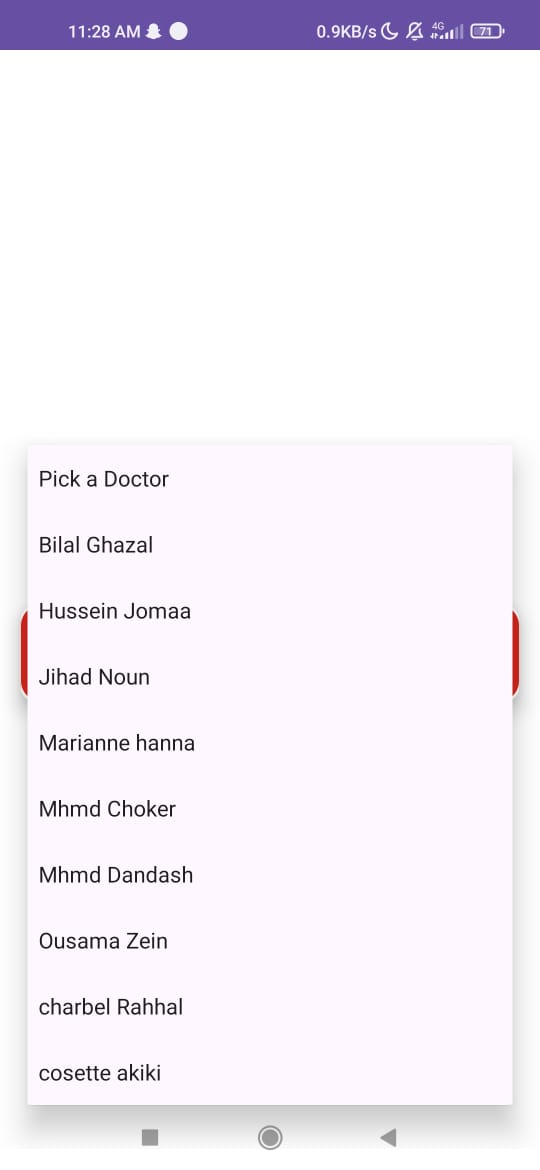 11:28 AM 0.9KB/s 4G 71
Pick a Doctor
Bilal Ghazal
Hussein Jomaa
Jihad Noun
Marianne hanna
Mhmd Choker
Mhmd Dandash
Ousama Zein
charbel Rahhal
cosette akiki